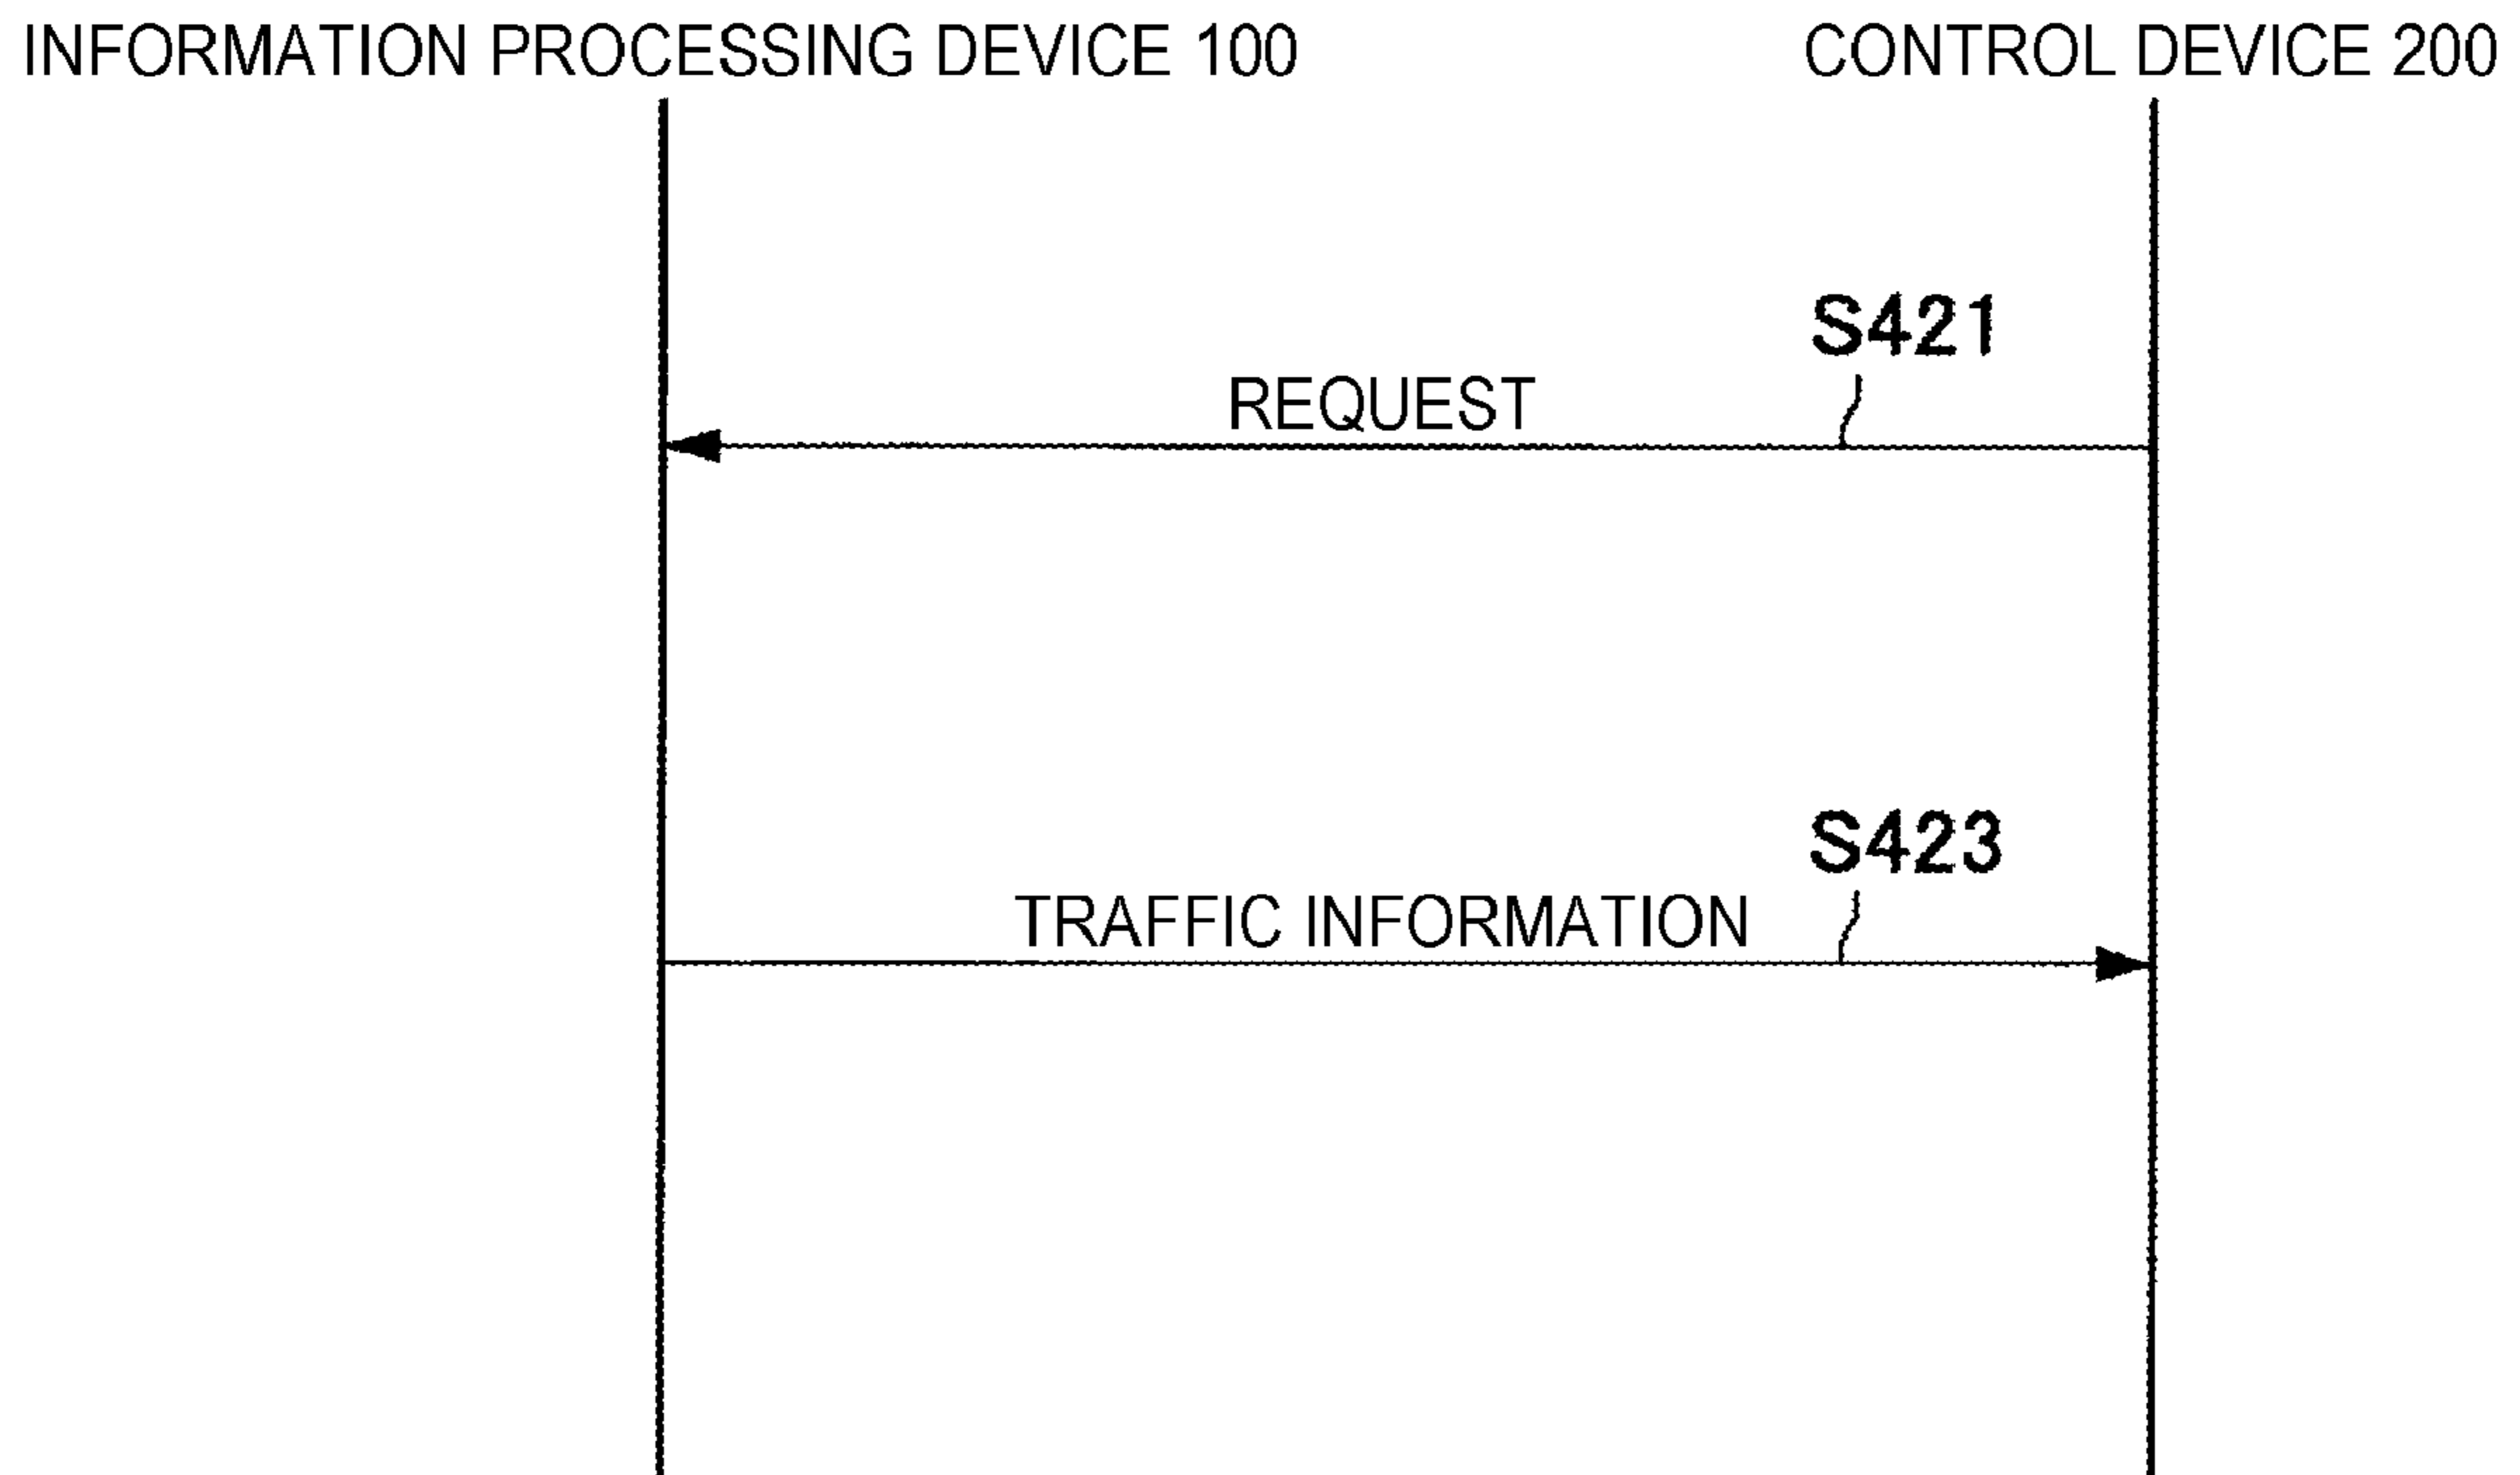 INFORMATION PROCESSING DEVICE 100
CONTROL DEVICE 200
S421
REQUEST
S423
TRAFFIC INFORMATION